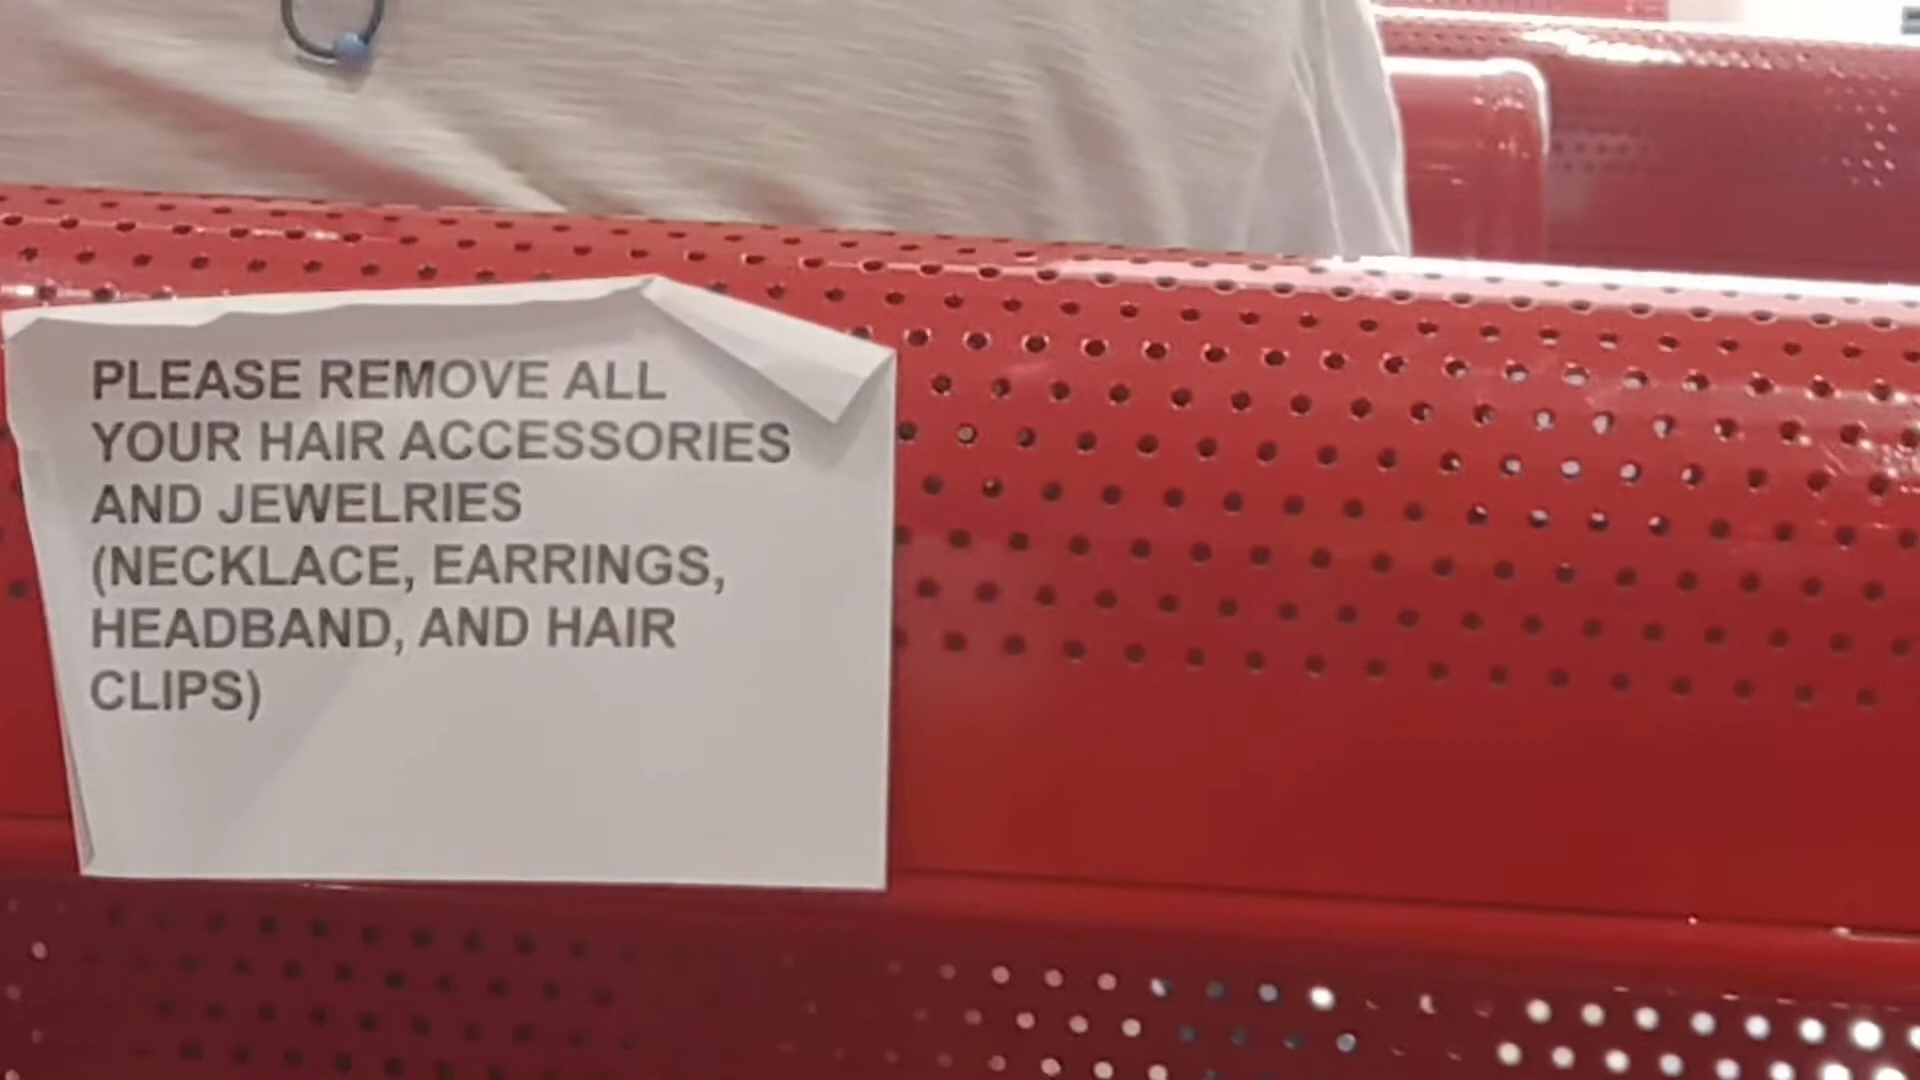 PLEASE REMOVE ALL
YOUR HAIR ACCESSORIES
AND JEWELRIES
(NECKLACE, EARRINGS,
HEADBAND, AND HAIR
CLIPS)